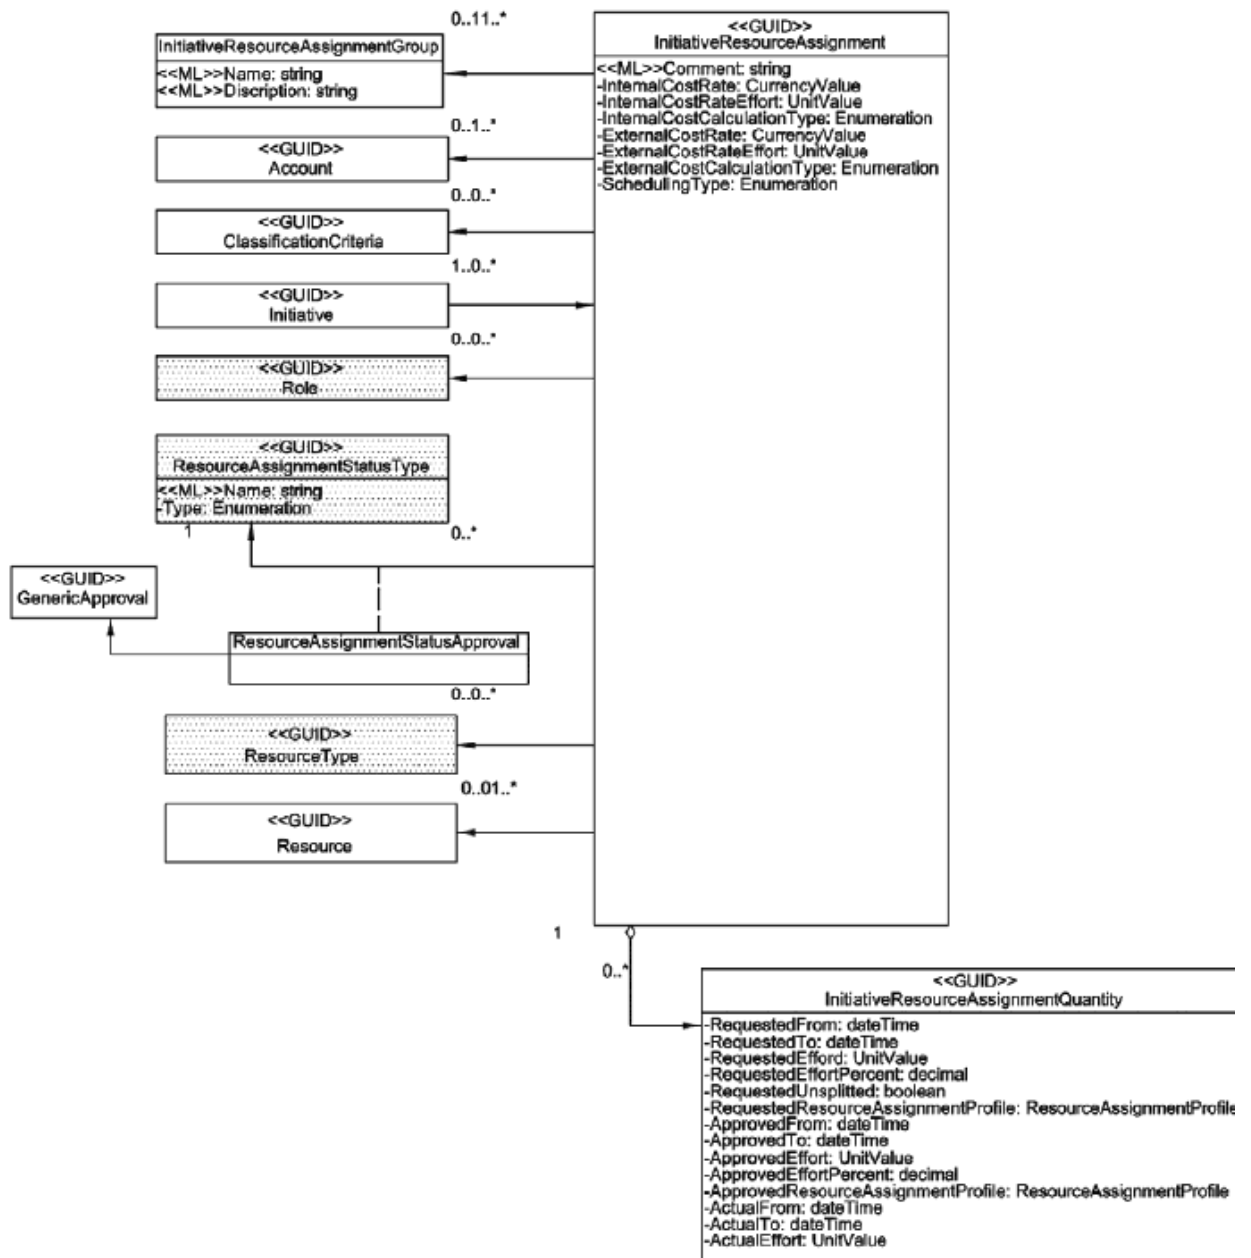 0..11..*
InitiativeResourceAssignmentGroup
<<ML>>Name: string
<<ML>>Discription: string
0..1..*
<<GUID>>
Account
0..0..*
<<GUID>>
ClassificationCriteria
1..0..*
<<GUID>>
Initiative
0..0..*
<<GUID>>
Role
<<GUID>>
ResourceAssignmentStatusType
<<ML>>Name: string
-Type: Enumeration
1
0..*
<<GUID>>
GenericApproval
ResourceAssignmentStatusApproval
0..0..*
<<GUID>>
ResourceType
0..01..*
<<GUID>>
Resource
<<GUID>>
InitiativeResourceAssignment
<<ML>>Comment: string
-InternalCostRate: CurrencyValue
-InternalCostRateEffort: UnitValue
-InternalCostCalculationType: Enumeration
-ExternalCostRate: CurrencyValue
-ExternalCostRateEffort: UnitValue
-ExternalCostCalculationType: Enumeration
-SchedulingType: Enumeration
1
0..*
<<GUID>>
InitiativeResourceAssignmentQuantity
-RequestedFrom: dateTime
-RequestedTo: dateTime
-RequestedEfford: UnitValue
-RequestedEffortPercent: decimal
-RequestedUnsplitted: boolean
-RequestedResourceAssignmentProfile: ResourceAssignmentProfile
-ApprovedFrom: dateTime
-ApprovedTo: dateTime
-ApprovedEffort: UnitValue
-ApprovedEffortPercent: decimal
-ApprovedResourceAssignmentProfile: ResourceAssignmentProfile
-ActualFrom: dateTime
-ActualTo: dateTime
-ActualEffort: UnitValue